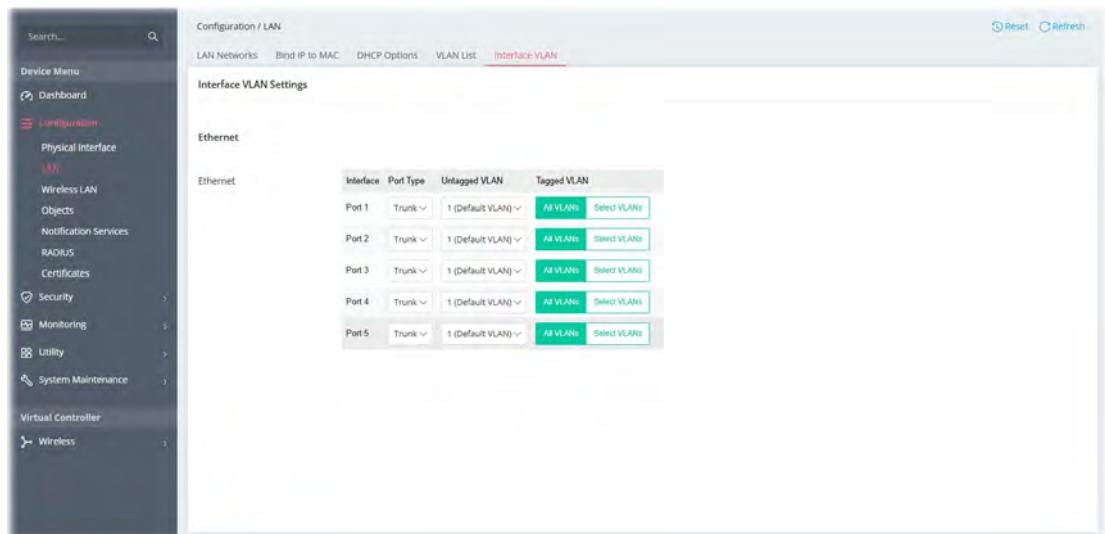 Search...
Configuration / LAN
Reset Refresh
LAN Networks Bind IP to MAC DHCP Options VLAN List Interface VLAN
Device Menu
Dashboard
Configuration
Physical Interface
LAN
Wireless LAN
Objects
Notification Services
RADIUS
Certificates
Security
Monitoring
Utility
System Maintenance
Virtual Controller
Wireless
Interface VLAN Settings
Ethernet
Ethernet
Interface Port Type Untagged VLAN Tagged VLAN
Port 1 Trunk 1 (Default VLAN) All VLANs Select VLANs
Port 2 Trunk 1 (Default VLAN) All VLANs Select VLANs
Port 3 Trunk 1 (Default VLAN) All VLANs Select VLANs
Port 4 Trunk 1 (Default VLAN) All VLANs Select VLANs
Port 5 Trunk 1 (Default VLAN) All VLANs Select VLANs